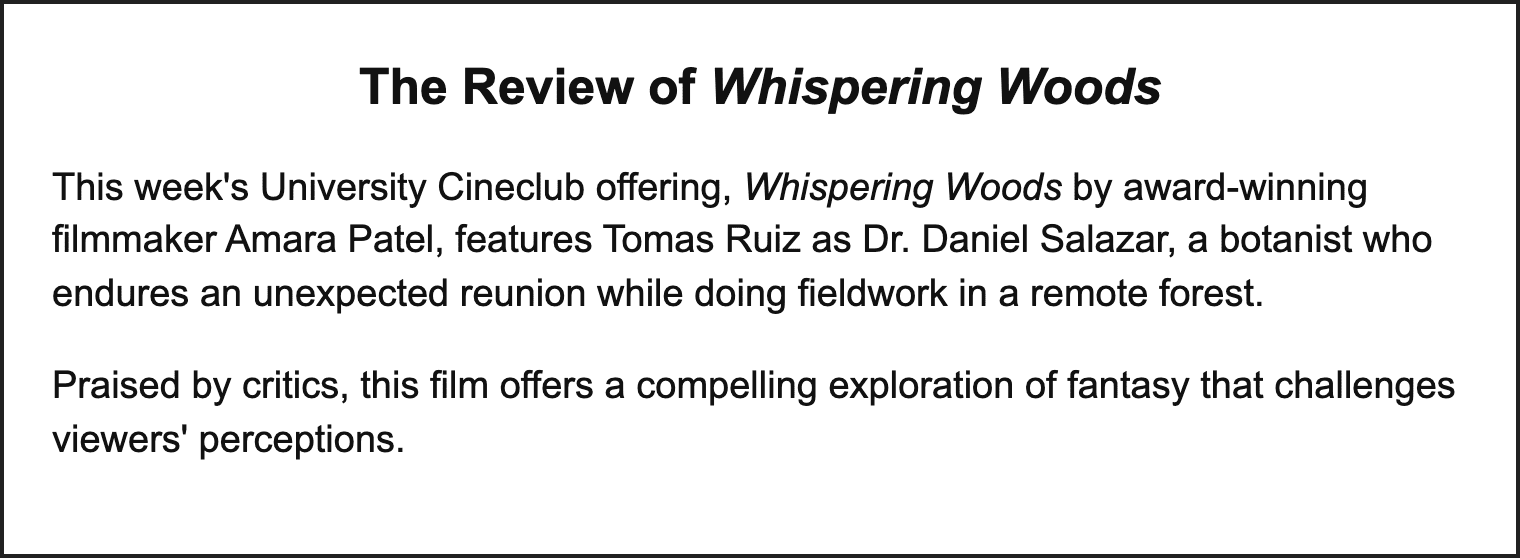 The Review of Whispering Woods
This week's University Cineclub offering, Whispering Woods by award-winning
filmmaker Amara Patel, features Tomas Ruiz as Dr. Daniel Salazar, a botanist who
endures an unexpected reunion while doing fieldwork in a remote forest.
Praised by critics, this film offers a compelling exploration of fantasy that challenges
viewers' perceptions.